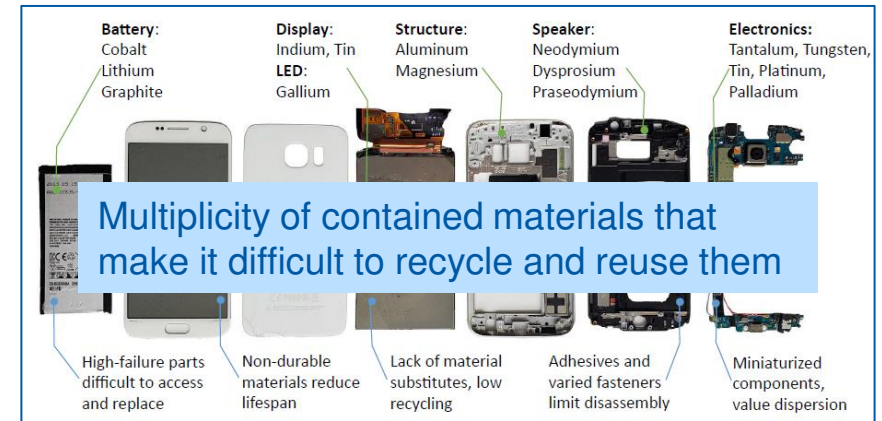 Battery:
Cobalt
Lithium
Graphite
Display:
Indium, Tin
LED:
Gallium
Structure:
Aluminum
Magnesium
Speaker:
Neodymium
Dysprosium
Praseodymium
Electronics:
Tantalum, Tungsten,
Tin, Platinum,
Palladium
Multiplicity of contained materials that
make it difficult to recycle and reuse them
High-failure parts
difficult to access
and replace
Non-durable
materials reduce
lifespan
Lack of material
substitutes, low
recycling
Adhesives and
varied fasteners
limit disassembly
Miniaturized
components,
value dispersion